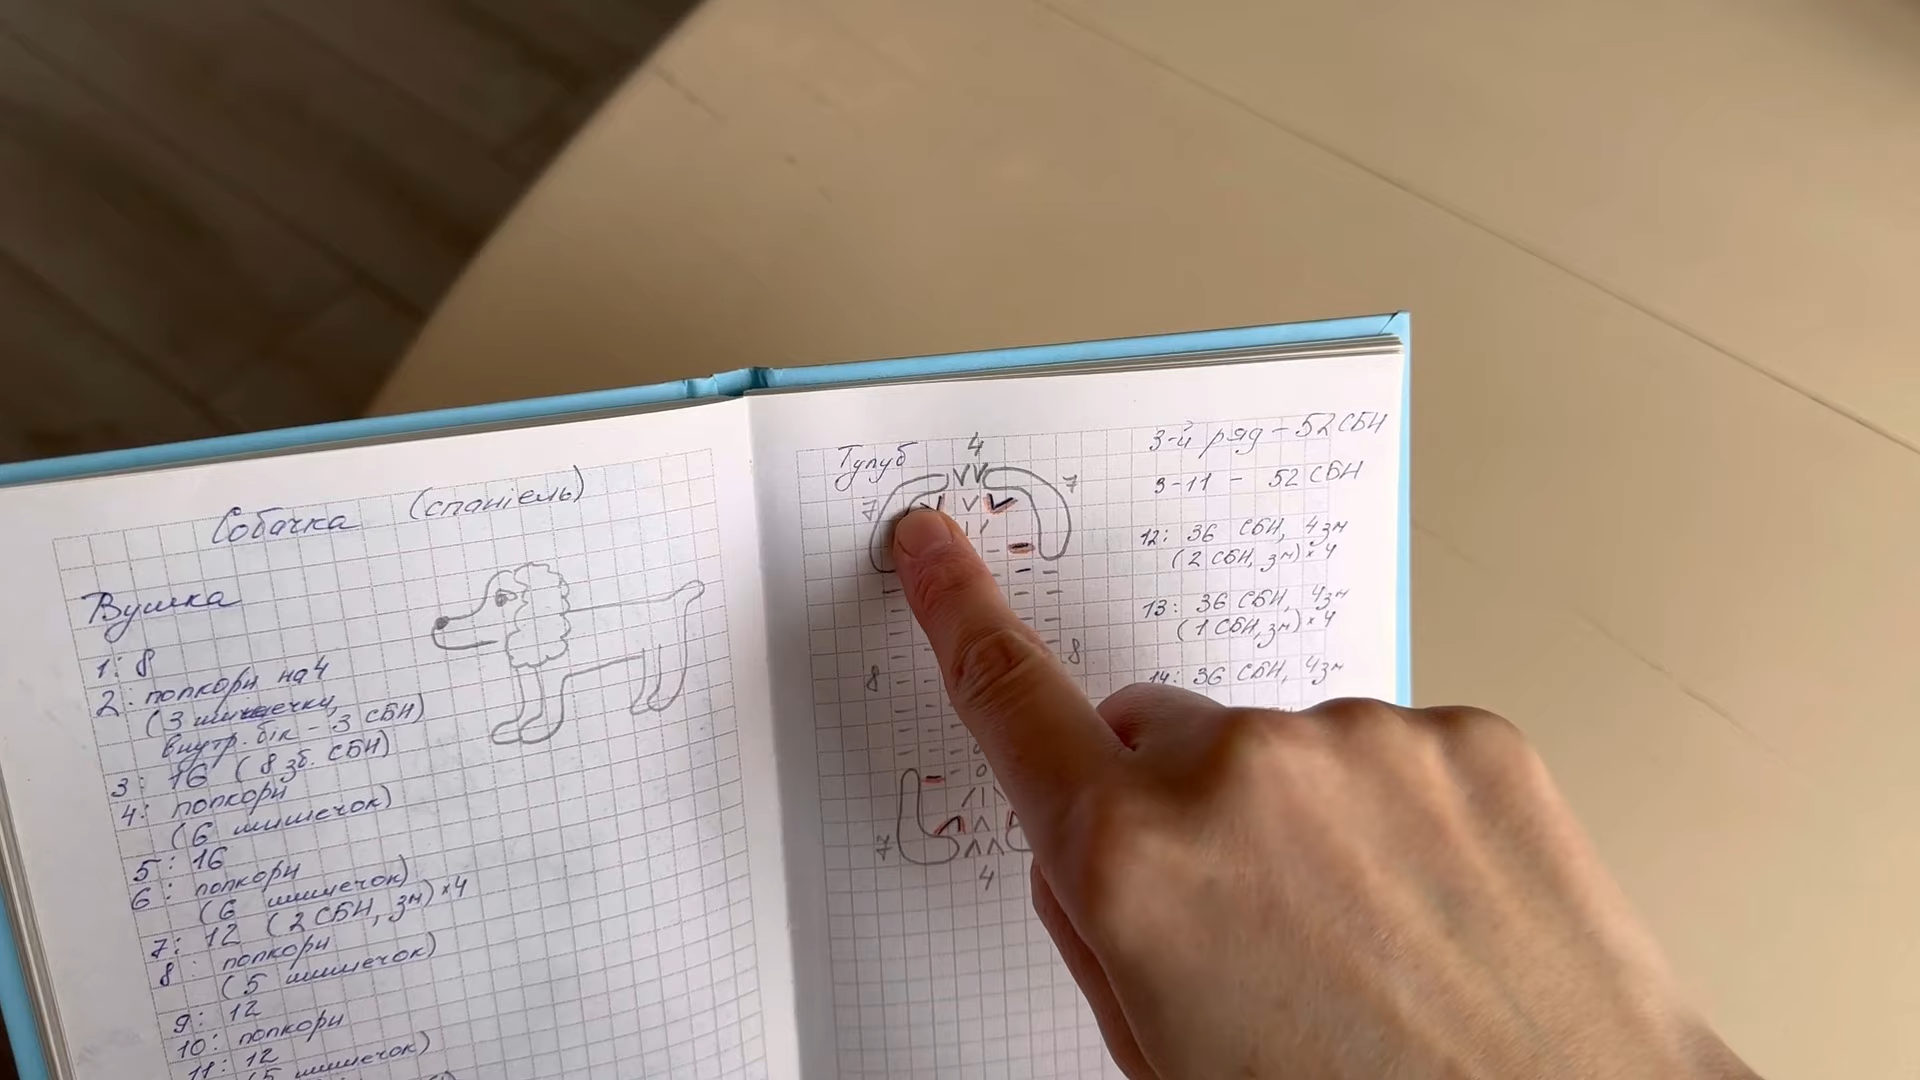 Собачка (спаніель)
Вушка
1: 8
2: попкорн на 4
(3 шишечки,
внутр. бік - 3 СБН)
3: 16 (8 зб. СБН)
4: попкорн
(6 шишечок)
5: 16
6: попкорн
(6 шишечок)
7: 12 (2 СБН, зм)×4
8: попкорн
(5 шишечок)
9: 12
10: попкорн
11: 12
(5 шишечок)
Тулуб
4
7
7
8
8
7
4
3-й ряд - 52 СБН
3-11 - 52 СБН
12: 36 СБН, 4 зм
(2 СБН, зм)×4
13: 36 СБН, 4зм
(1 СБН, зм)×4
14: 36 СБН, 4зм